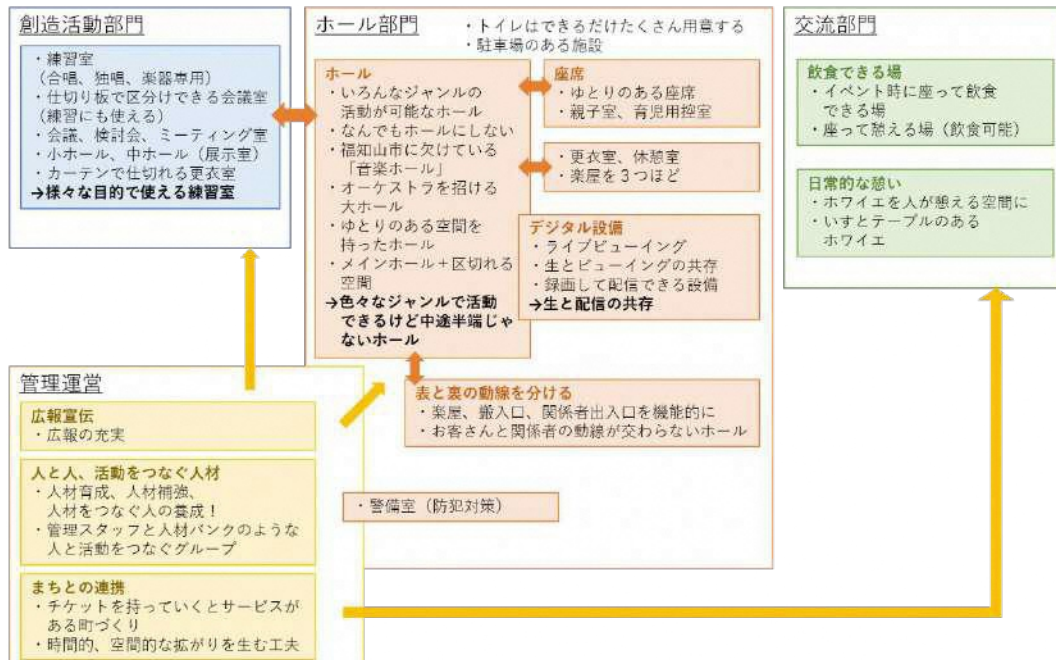 創造活動部門
・練習室
(合唱、独唱、楽器専用)
・仕切り板で区分けできる会議室
(練習にも使える)
・会議、検討会、ミーティング室
・小ホール、中ホール(展示室)
・カーテンで仕切れる更衣室
→様々な目的で使える練習室
ホール部門
・トイレはできるだけたくさん用意する
・駐車場のある施設
ホール
・いろんなジャンルの
活動が可能なホール
・なんでもホールにしない
・福知山市に欠けている
「音楽ホール」
・オーケストラを招ける
大ホール
・ゆとりのある空間を
持ったホール
・メインホール+区切れる
空間
→色々なジャンルで活動
できるけど中途半端じゃ
ないホール
座席
・ゆとりのある座席
・親子室、育児用控室
・更衣室、休憩室
・楽屋を3つほど
デジタル設備
・ライブビューイング
・生とビューイングの共存
・録画して配信できる設備
→生と配信の共存
表と裏の動線を分ける
・楽屋、搬入口、関係者出入口を機能的に
・お客さんと関係者の動線が交わらないホール
・警備室(防犯対策)
交流部門
飲食できる場
・イベント時に座って飲食
できる場
・座って憩える場(飲食可能)
日常的な憩い
・ホワイエを人が憩える空間に
・いすとテーブルのある
ホワイエ
管理運営
広報宣伝
・広報の充実
人と人、活動をつなぐ人材
・人材育成、人材補強、
人材をつなぐ人の養成!
・管理スタッフと人材バンクのような
人と活動をつなぐグループ
まちとの連携
・チケットを持っていくとサービスが
ある町づくり
・時間的、空間的な拡がりを生む工夫